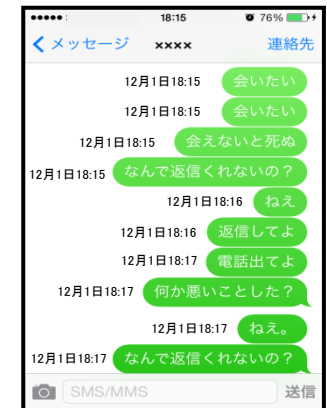 18:15 76%
メッセージ xxxx 連絡先
12月1日18:15 会いたい
12月1日18:15 会いたい
12月1日18:15 会えないと死ぬ
12月1日18:15 なんで返信くれないの？
12月1日18:16 ねえ
12月1日18:16 返信してよ
12月1日18:17 電話出てよ
12月1日18:17 何か悪いことした？
12月1日18:17 ねえ。
12月1日18:17 なんで返信くれないの？
SMS/MMS 送信